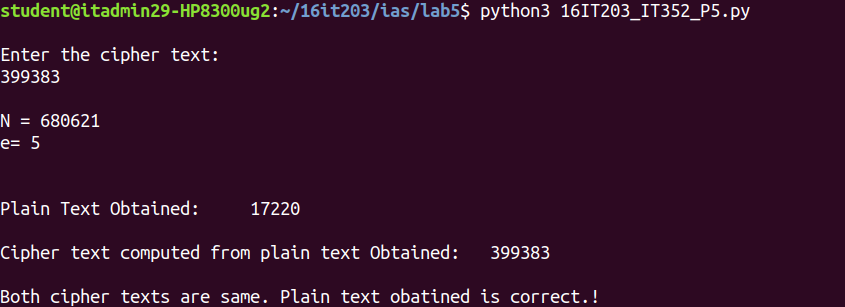 student@itadmin29-HP8300ug2:~/16it203/ias/lab5$ python3 16IT203_IT352_P5.py
Enter the cipher text:
399383
N = 680621
e= 5
Plain Text Obtained: 17220
Cipher text computed from plain text Obtained: 399383
Both cipher texts are same. Plain text obatined is correct.!